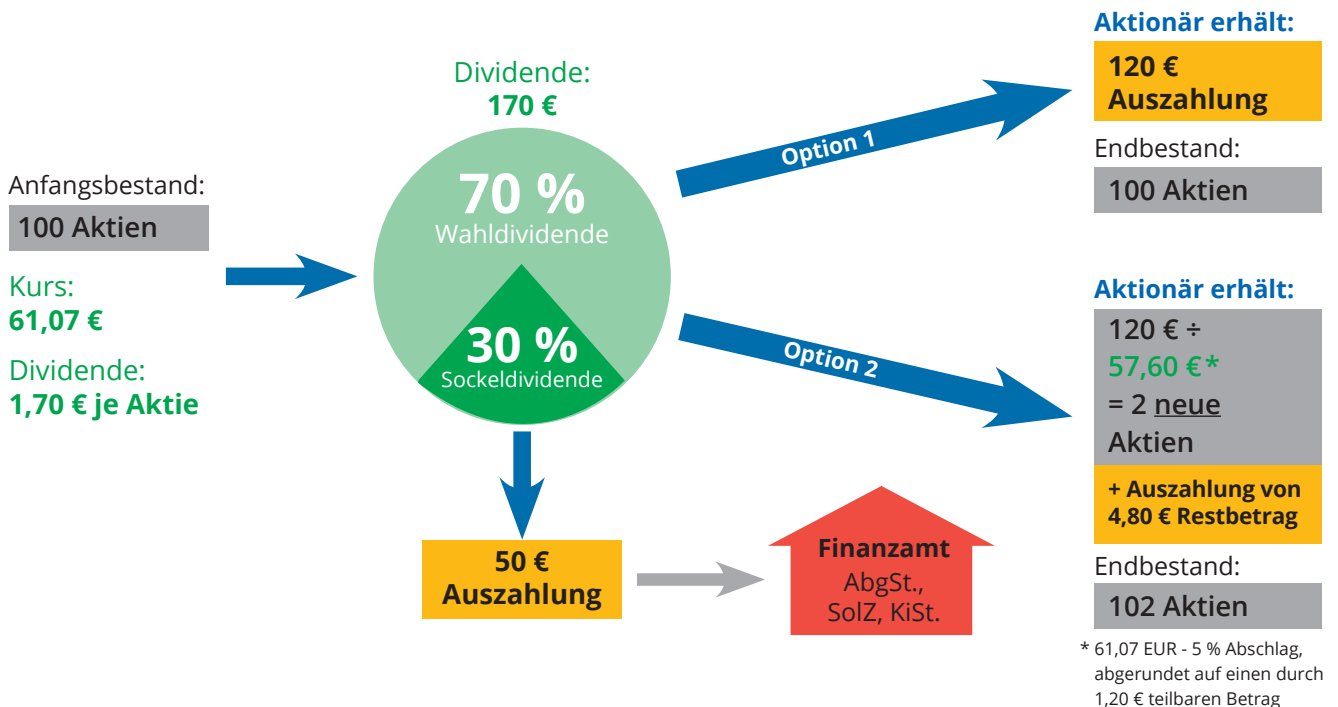 Anfangsbestand:
100 Aktien
Kurs:
61,07 €
Dividende:
1,70 € je Aktie
Dividende:
170 €
70 %
Wahldividende
30 %
Sockeldividende
50 €
Auszahlung
Finanzamt
AbgSt.,
SolZ, KiSt.
Option 1
Aktionär erhält:
120 €
Auszahlung
Endbestand:
100 Aktien
Option 2
Aktionär erhält:
120 € ÷
57,60 €*
= 2 neue
Aktien
+ Auszahlung von
4,80 € Restbetrag
Endbestand:
102 Aktien
* 61,07 EUR - 5 % Abschlag,
abgerundet auf einen durch
1,20 € teilbaren Betrag